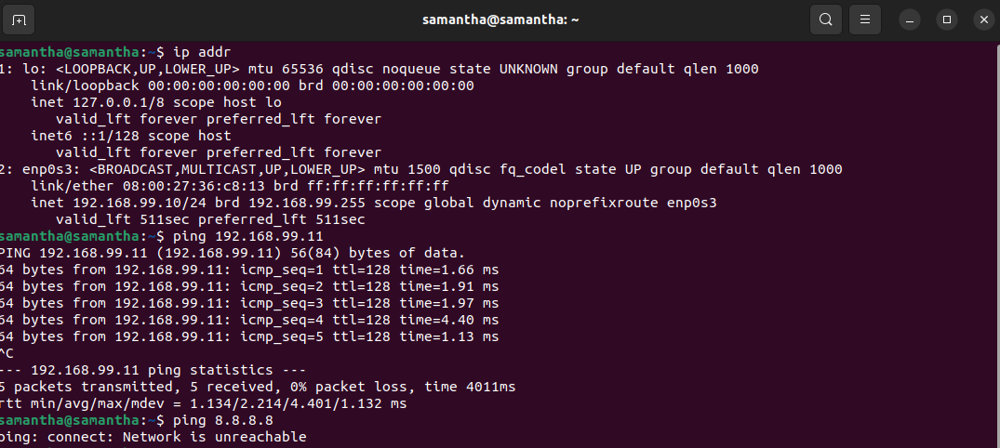 samantha@samantha: ~
samantha@samantha:~$ ip addr
1: lo: <LOOPBACK,UP,LOWER_UP> mtu 65536 qdisc noqueue state UNKNOWN group default qlen 1000
link/loopback 00:00:00:00:00:00 brd 00:00:00:00:00:00
inet 127.0.0.1/8 scope host lo
valid_lft forever preferred_lft forever
inet6 ::1/128 scope host
valid_lft forever preferred_lft forever
2: enp0s3: <BROADCAST,MULTICAST,UP,LOWER_UP> mtu 1500 qdisc fq_codel state UP group default qlen 1000
link/ether 08:00:27:36:c8:13 brd ff:ff:ff:ff:ff:ff
inet 192.168.99.10/24 brd 192.168.99.255 scope global dynamic noprefixroute enp0s3
valid_lft 511sec preferred_lft 511sec
samantha@samantha:~$ ping 192.168.99.11
PING 192.168.99.11 (192.168.99.11) 56(84) bytes of data.
64 bytes from 192.168.99.11: icmp_seq=1 ttl=128 time=1.66 ms
64 bytes from 192.168.99.11: icmp_seq=2 ttl=128 time=1.91 ms
64 bytes from 192.168.99.11: icmp_seq=3 ttl=128 time=1.97 ms
64 bytes from 192.168.99.11: icmp_seq=4 ttl=128 time=4.40 ms
64 bytes from 192.168.99.11: icmp_seq=5 ttl=128 time=1.13 ms
^C
--- 192.168.99.11 ping statistics ---
5 packets transmitted, 5 received, 0% packet loss, time 4011ms
rtt min/avg/max/mdev = 1.134/2.214/4.401/1.132 ms
samantha@samantha:~$ ping 8.8.8.8
ping: connect: Network is unreachable